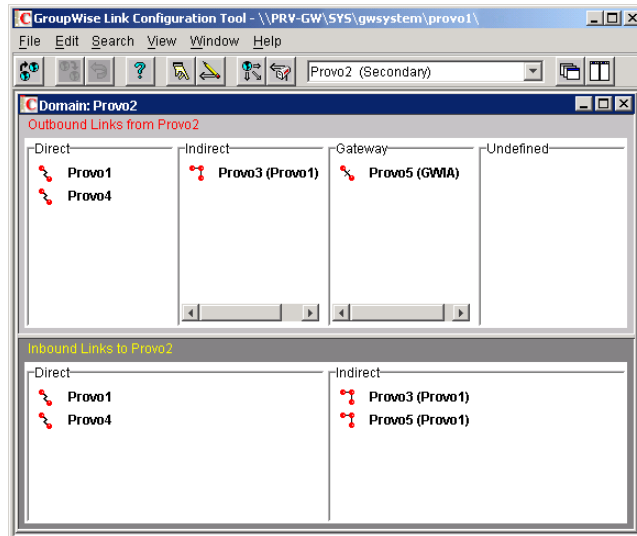 GroupWise Link Configuration Tool - \\PRV-GW\SYS\gwsystem\provo1\
File Edit Search View Window Help
Provo2 (Secondary)
Domain: Provo2
Outbound Links from Provo2
Direct Indirect Gateway Undefined
Provo1 Provo3 (Provo1) Provo5 (GWIA)
Provo4
Inbound Links to Provo2
Direct Indirect
Provo1 Provo3 (Provo1)
Provo4 Provo5 (Provo1)